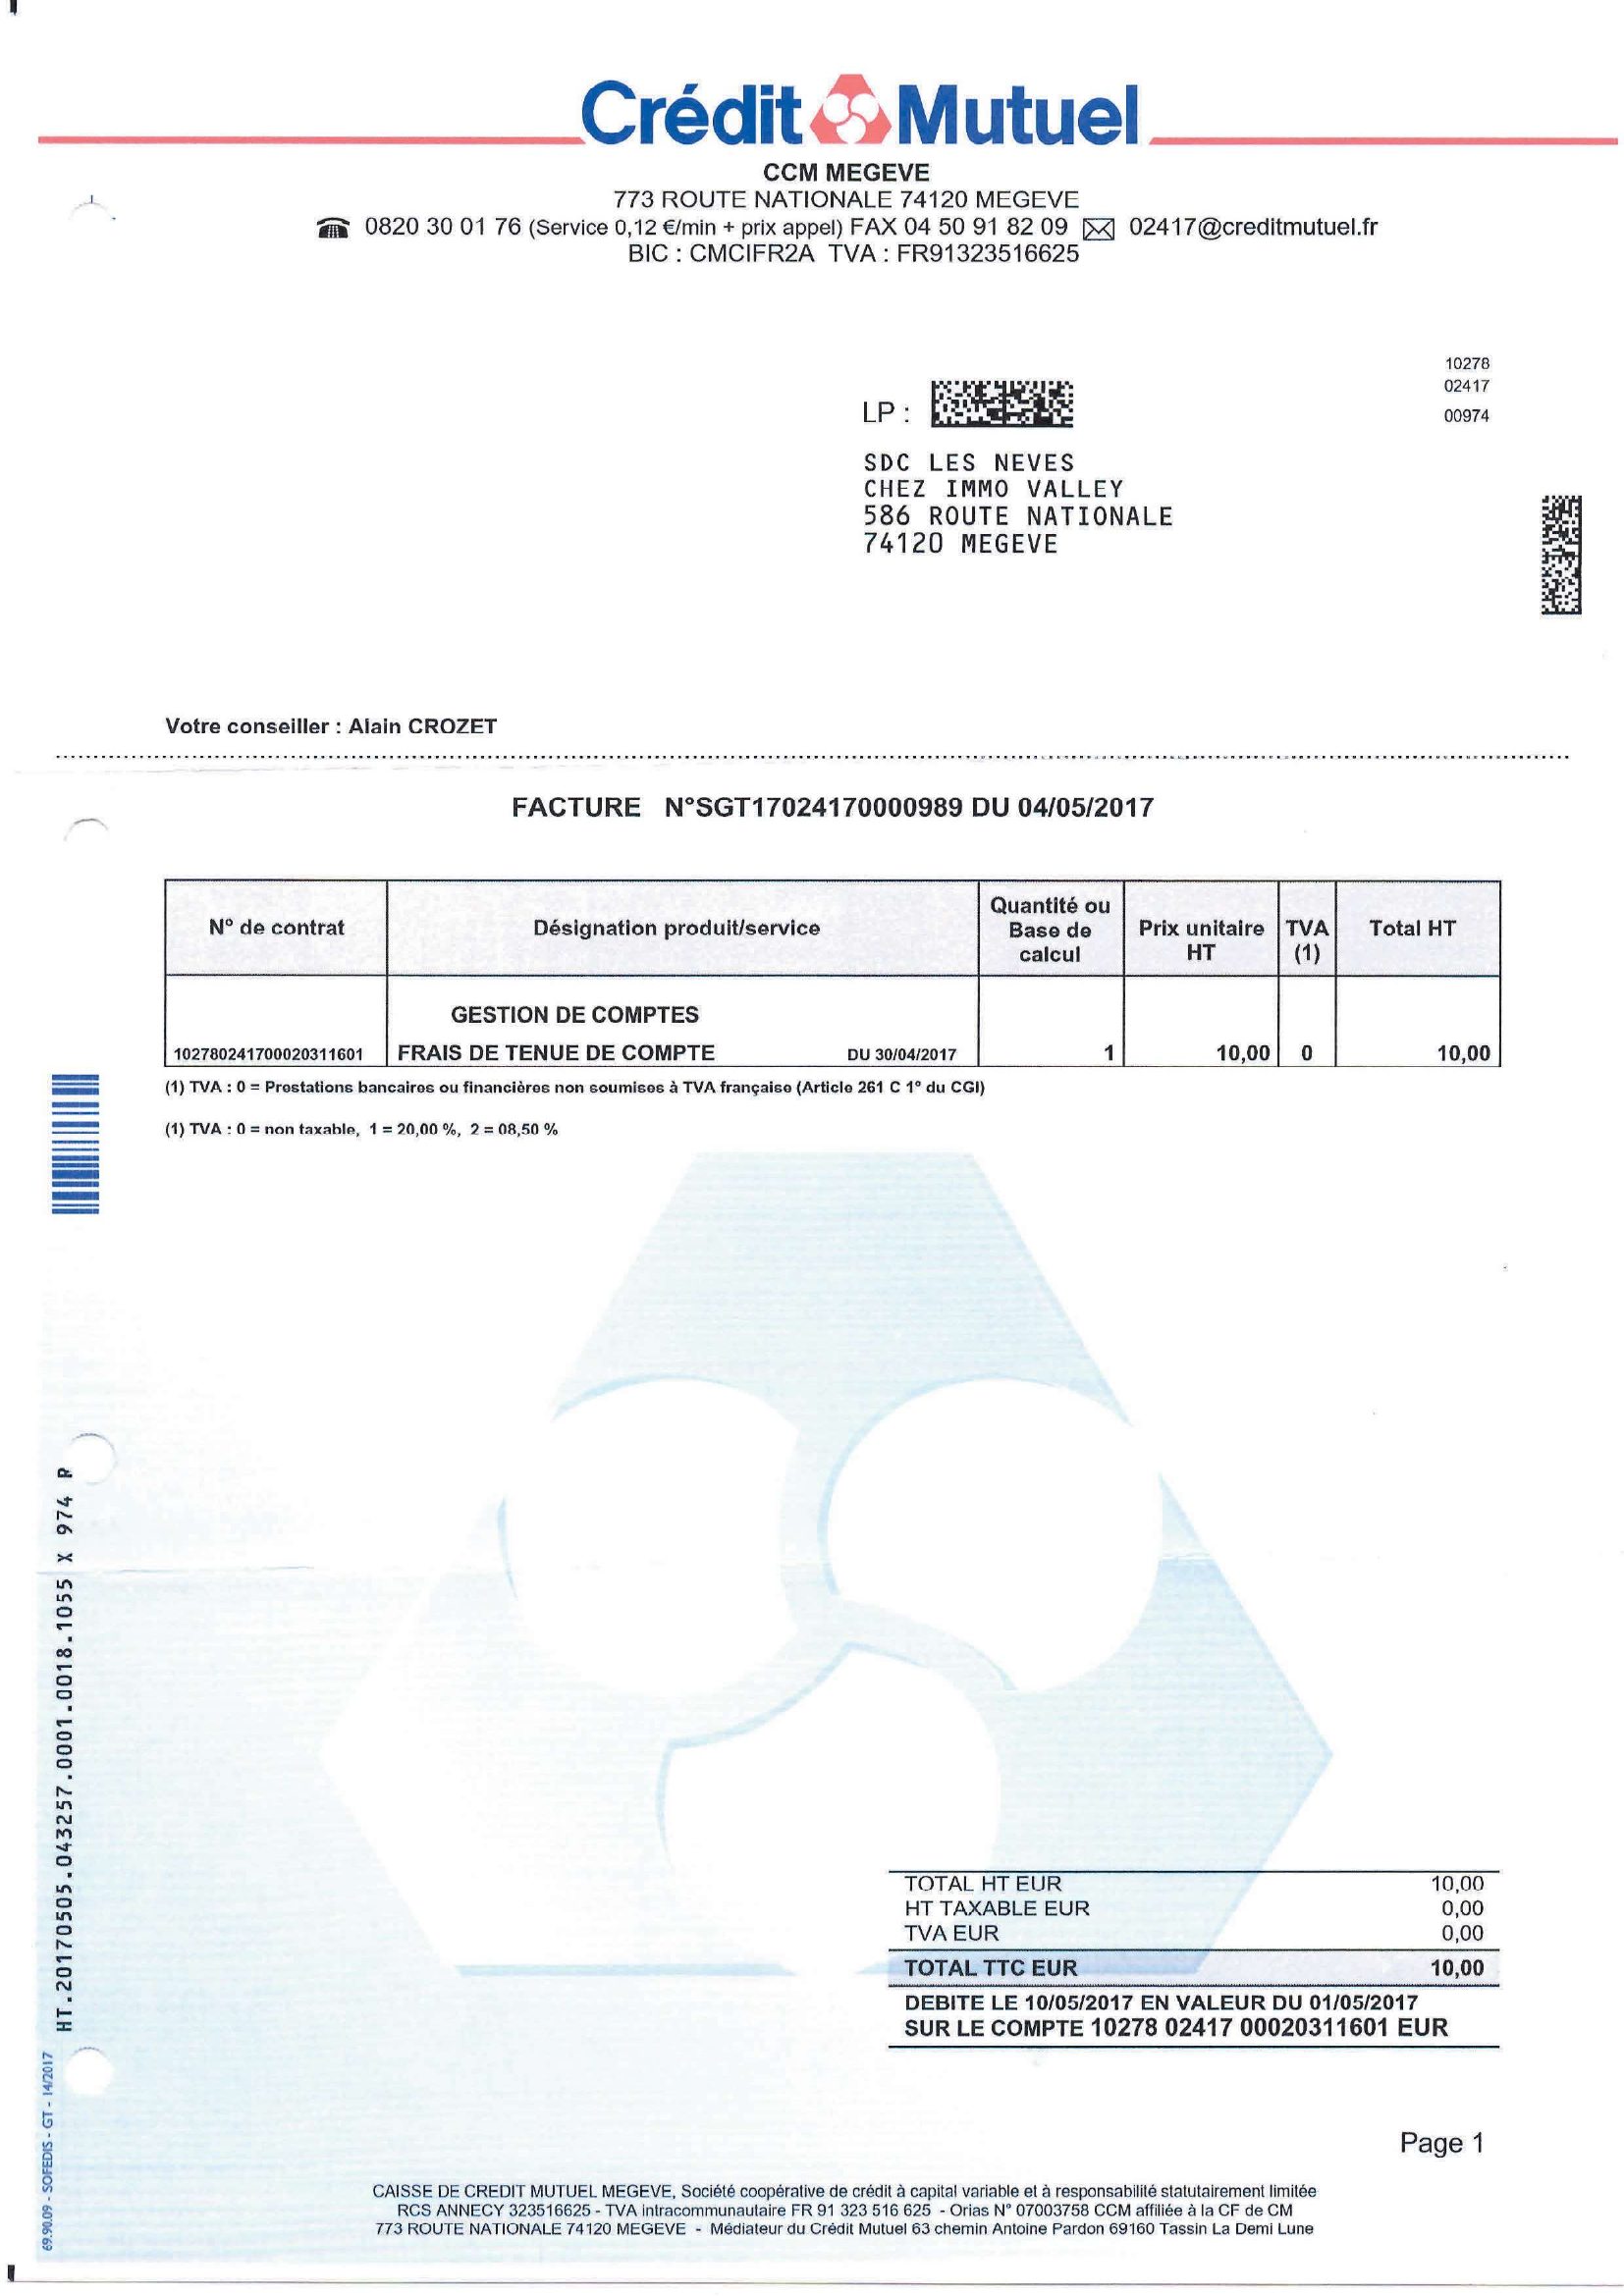 Crédit Mutuel
CCM MEGEVE
773 ROUTE NATIONALE 74120 MEGEVE
0820 30 01 76 (Service 0,12 €/min + prix appel) FAX 04 50 91 82 09 02417@creditmutuel.fr
BIC : CMCIFR2A TVA : FR91323516625
10278
02417
00974
LP :
SDC LES NEVES
CHEZ IMMO VALLEY
586 ROUTE NATIONALE
74120 MEGEVE
Votre conseiller : Alain CROZET
FACTURE N°SGT17024170000989 DU 04/05/2017
N° de contrat Désignation produit/service Quantité ou Base de calcul Prix unitaire HT TVA (1) Total HT
GESTION DE COMPTES
102780241700020311601 FRAIS DE TENUE DE COMPTE DU 30/04/2017 1 10,00 0 10,00
(1) TVA : 0 = Prestations bancaires ou financières non soumises à TVA française (Article 261 C 1° du CGI)
(1) TVA : 0 = non taxable, 1 = 20,00 %, 2 = 08,50 %
HT.20170505.043257.0001.0018.1055 X 974 R
69.90.09 - SOFEDIS - GT - 14/2017
TOTAL HT EUR 10,00
HT TAXABLE EUR 0,00
TVA EUR 0,00
TOTAL TTC EUR 10,00
DEBITE LE 10/05/2017 EN VALEUR DU 01/05/2017
SUR LE COMPTE 10278 02417 00020311601 EUR
Page 1
CAISSE DE CREDIT MUTUEL MEGEVE, Société coopérative de crédit à capital variable et à responsabilité statutairement limitée
RCS ANNECY 323516625 - TVA intracommunautaire FR 91 323 516 625 - Orias N° 07003758 CCM affiliée à la CF de CM
773 ROUTE NATIONALE 74120 MEGEVE - Médiateur du Crédit Mutuel 63 chemin Antoine Pardon 69160 Tassin La Demi Lune